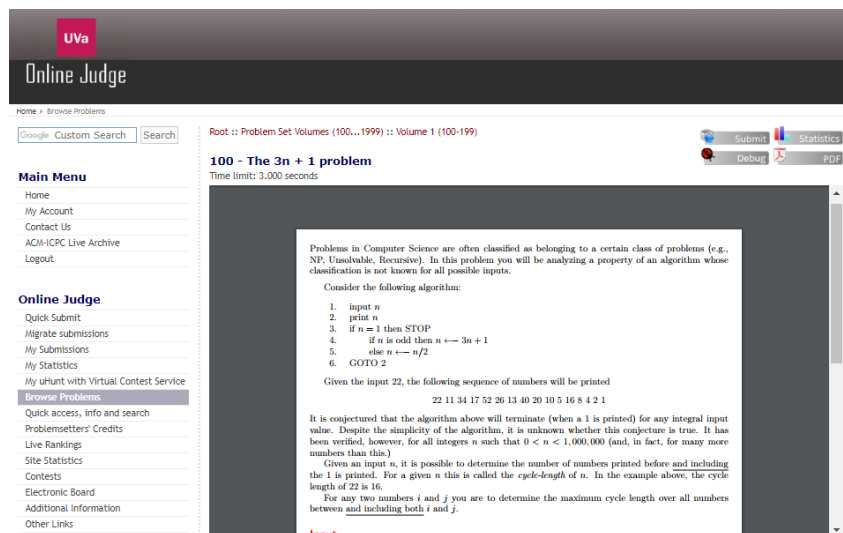 UVa
Online Judge
Home » Browse Problems
Google Custom Search Search
Root :: Problem Set Volumes (100...1999) :: Volume 1 (100-199)
Submit Statistics
Debug PDF
100 - The 3n + 1 problem
Time limit: 3.000 seconds
Main Menu
Home
My Account
Contact Us
ACM-ICPC Live Archive
Logout
Online Judge
Quick Submit
Migrate submissions
My Submissions
My Statistics
My uHunt with Virtual Contest Service
Browse Problems
Quick access, info and search
Problemsetters' Credits
Live Rankings
Site Statistics
Contests
Electronic Board
Additional Information
Other Links
Problems in Computer Science are often classified as belonging to a certain class of problems (e.g.,
NP, Unsolvable, Recursive). In this problem you will be analyzing a property of an algorithm whose
classification is not known for all possible inputs.
Consider the following algorithm:
1. input n
2. print n
3. if n = 1 then STOP
4. if n is odd then n ⟵ 3n + 1
5. else n ⟵ n/2
6. GOTO 2
Given the input 22, the following sequence of numbers will be printed
22 11 34 17 52 26 13 40 20 10 5 16 8 4 2 1
It is conjectured that the algorithm above will terminate (when a 1 is printed) for any integral input
value. Despite the simplicity of the algorithm, it is unknown whether this conjecture is true. It has
been verified, however, for all integers n such that 0 < n < 1,000,000 (and, in fact, for many more
numbers than this.)
Given an input n, it is possible to determine the number of numbers printed before and including
the 1 is printed. For a given n this is called the cycle-length of n. In the example above, the cycle
length of 22 is 16.
For any two numbers i and j you are to determine the maximum cycle length over all numbers
between and including both i and j.